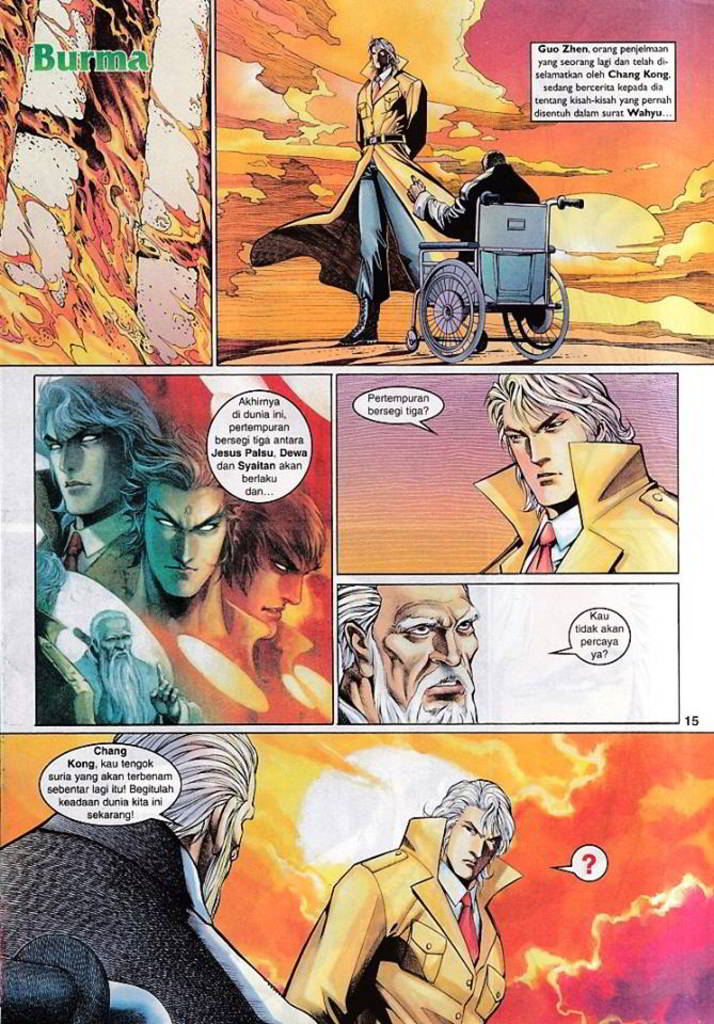 Burma
Guo Zhen, orang penjelmaan
yang seorang lagi dan telah di-
selamatkan oleh Chang Kong,
sedang bercerita kepada dia
tentang kisah-kisah yang pernah
disentuh dalam surat Wahyu...
Akhirnya
di dunia ini,
pertempuran
bersegi tiga antara
Jesus Palsu, Dewa
dan Syaitan akan
berlaku
dan...
Pertempuran
bersegi tiga?
Kau
tidak akan
percaya
ya?
15
Chang
Kong, kau tengok
suria yang akan terbenam
sebentar lagi itu! Begitulah
keadaan dunia kita ini
sekarang!
?